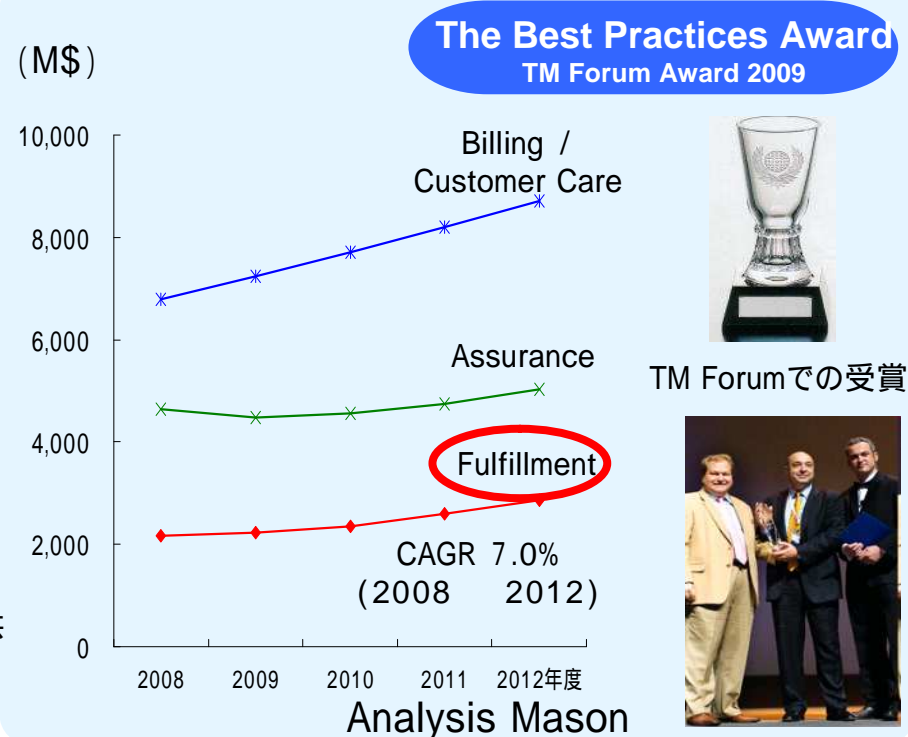 The Best Practices Award
TM Forum Award 2009
(M$)
10,000
8,000
6,000
4,000
2,000
0
Billing /
Customer Care
Assurance
Fulfillment
CAGR 7.0%
(2008 2012)
2008 2009 2010 2011 2012年度
Analysis Mason
TM Forumでの受賞